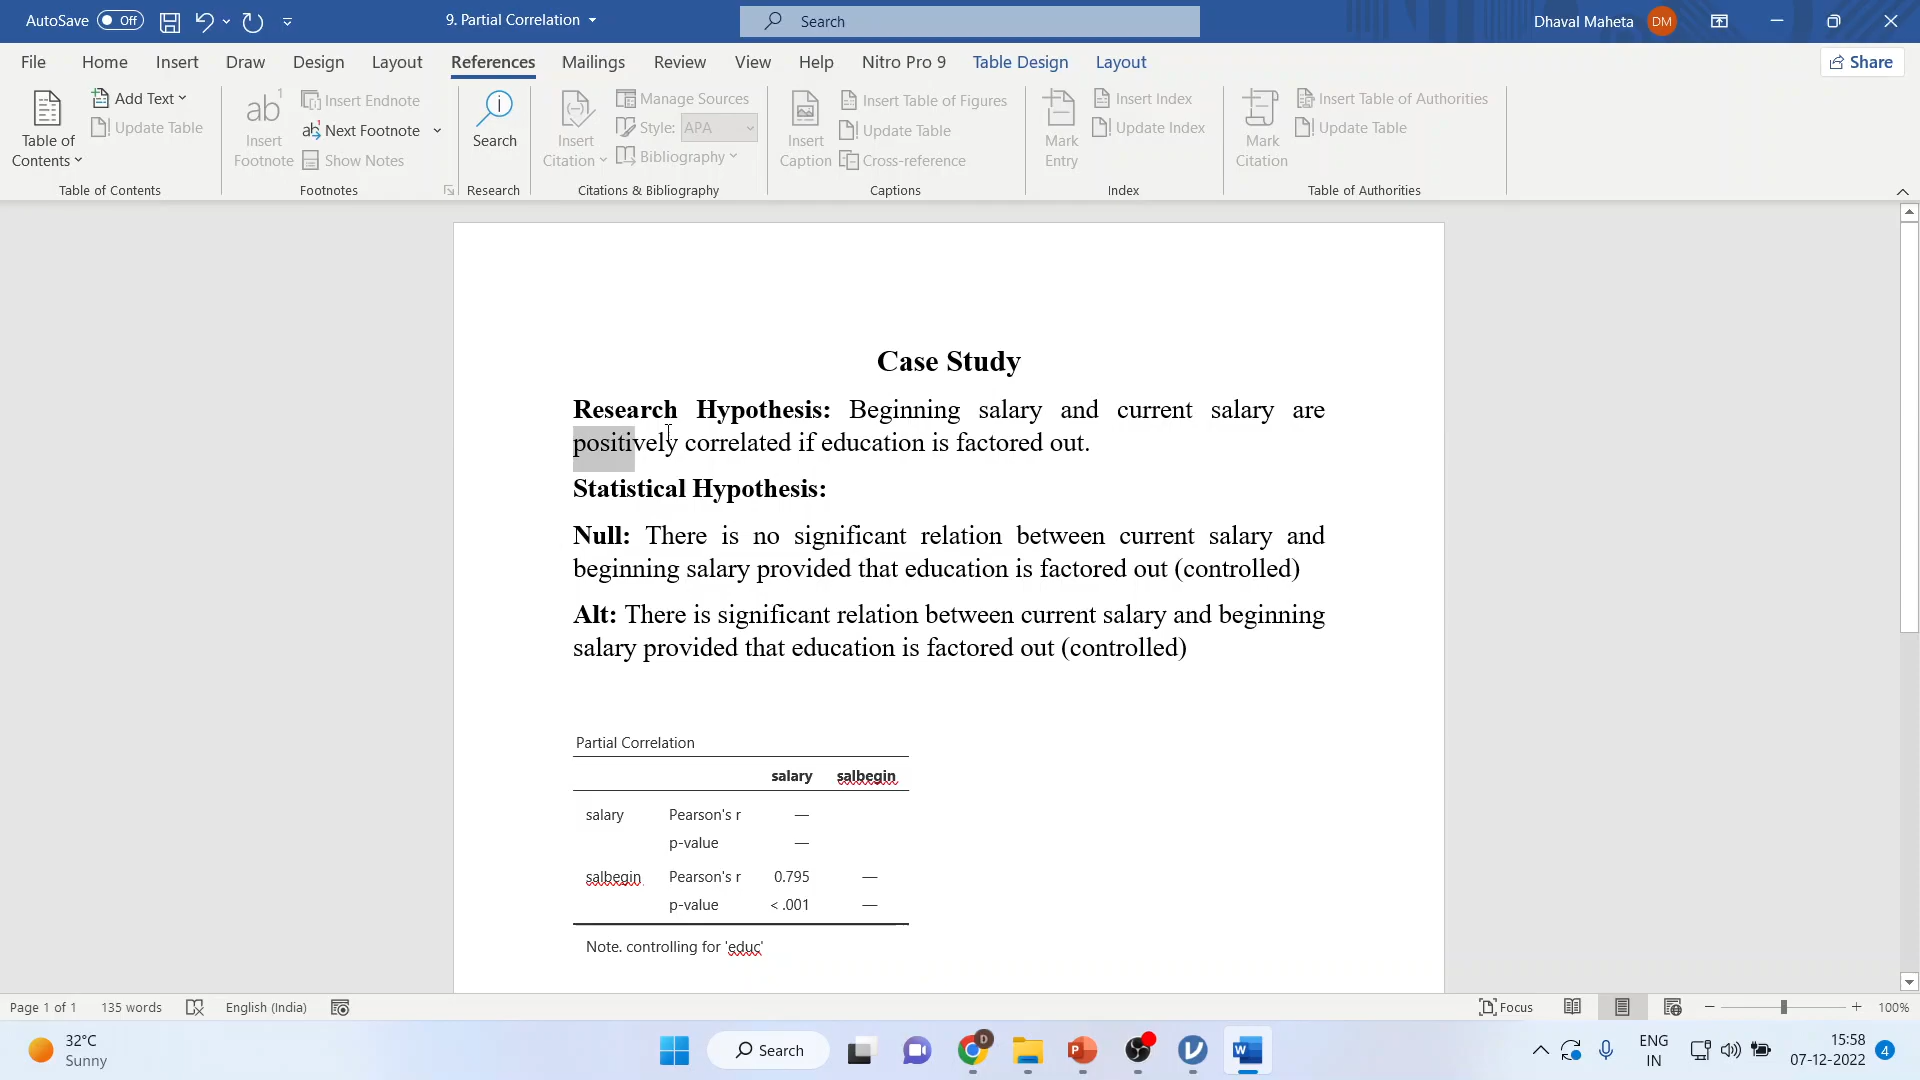 AutoSave Off 9. Partial Correlation Search Dhaval Maheta DM
File Home Insert Draw Design Layout References Mailings Review View Help Nitro Pro 9 Table Design Layout Share
Table of Contents
Add Text
Update Table
Table of Contents
ab1 Insert Footnote
Insert Endnote
Next Footnote
Show Notes
Footnotes
Search
Research
Insert Citation
Manage Sources
Style: APA
Bibliography
Citations & Bibliography
Insert Caption
Insert Table of Figures
Update Table
Cross-reference
Captions
Mark Entry
Insert Index
Update Index
Index
Mark Citation
Insert Table of Authorities
Update Table
Table of Authorities
Case Study
Research Hypothesis: Beginning salary and current salary are
positively correlated if education is factored out.
Statistical Hypothesis:
Null: There is no significant relation between current salary and
beginning salary provided that education is factored out (controlled)
Alt: There is significant relation between current salary and beginning
salary provided that education is factored out (controlled)
Partial Correlation
salary salbegin
salary Pearson's r —
p-value —
salbegin Pearson's r 0.795 —
p-value < .001 —
Note. controlling for 'educ'
Page 1 of 1 135 words English (India) Focus 100%
32°C
Sunny
Search
ENG
IN
15:58
07-12-2022
4